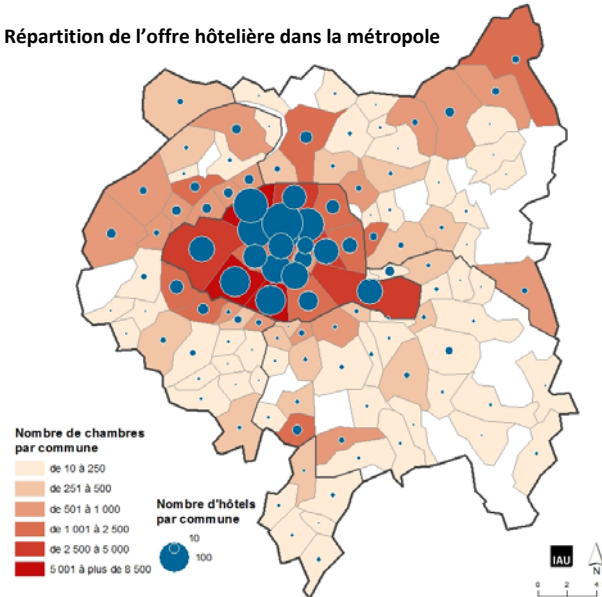 Répartition de l'offre hôtelière dans la métropole
Nombre de chambres
par commune
de 10 à 250
de 251 à 500
de 501 à 1 000
de 1 001 à 2 500
de 2 500 à 5 000
5 001 à plus de 8 500
Nombre d'hôtels
par commune
10
100
IAU
N
0 2 4